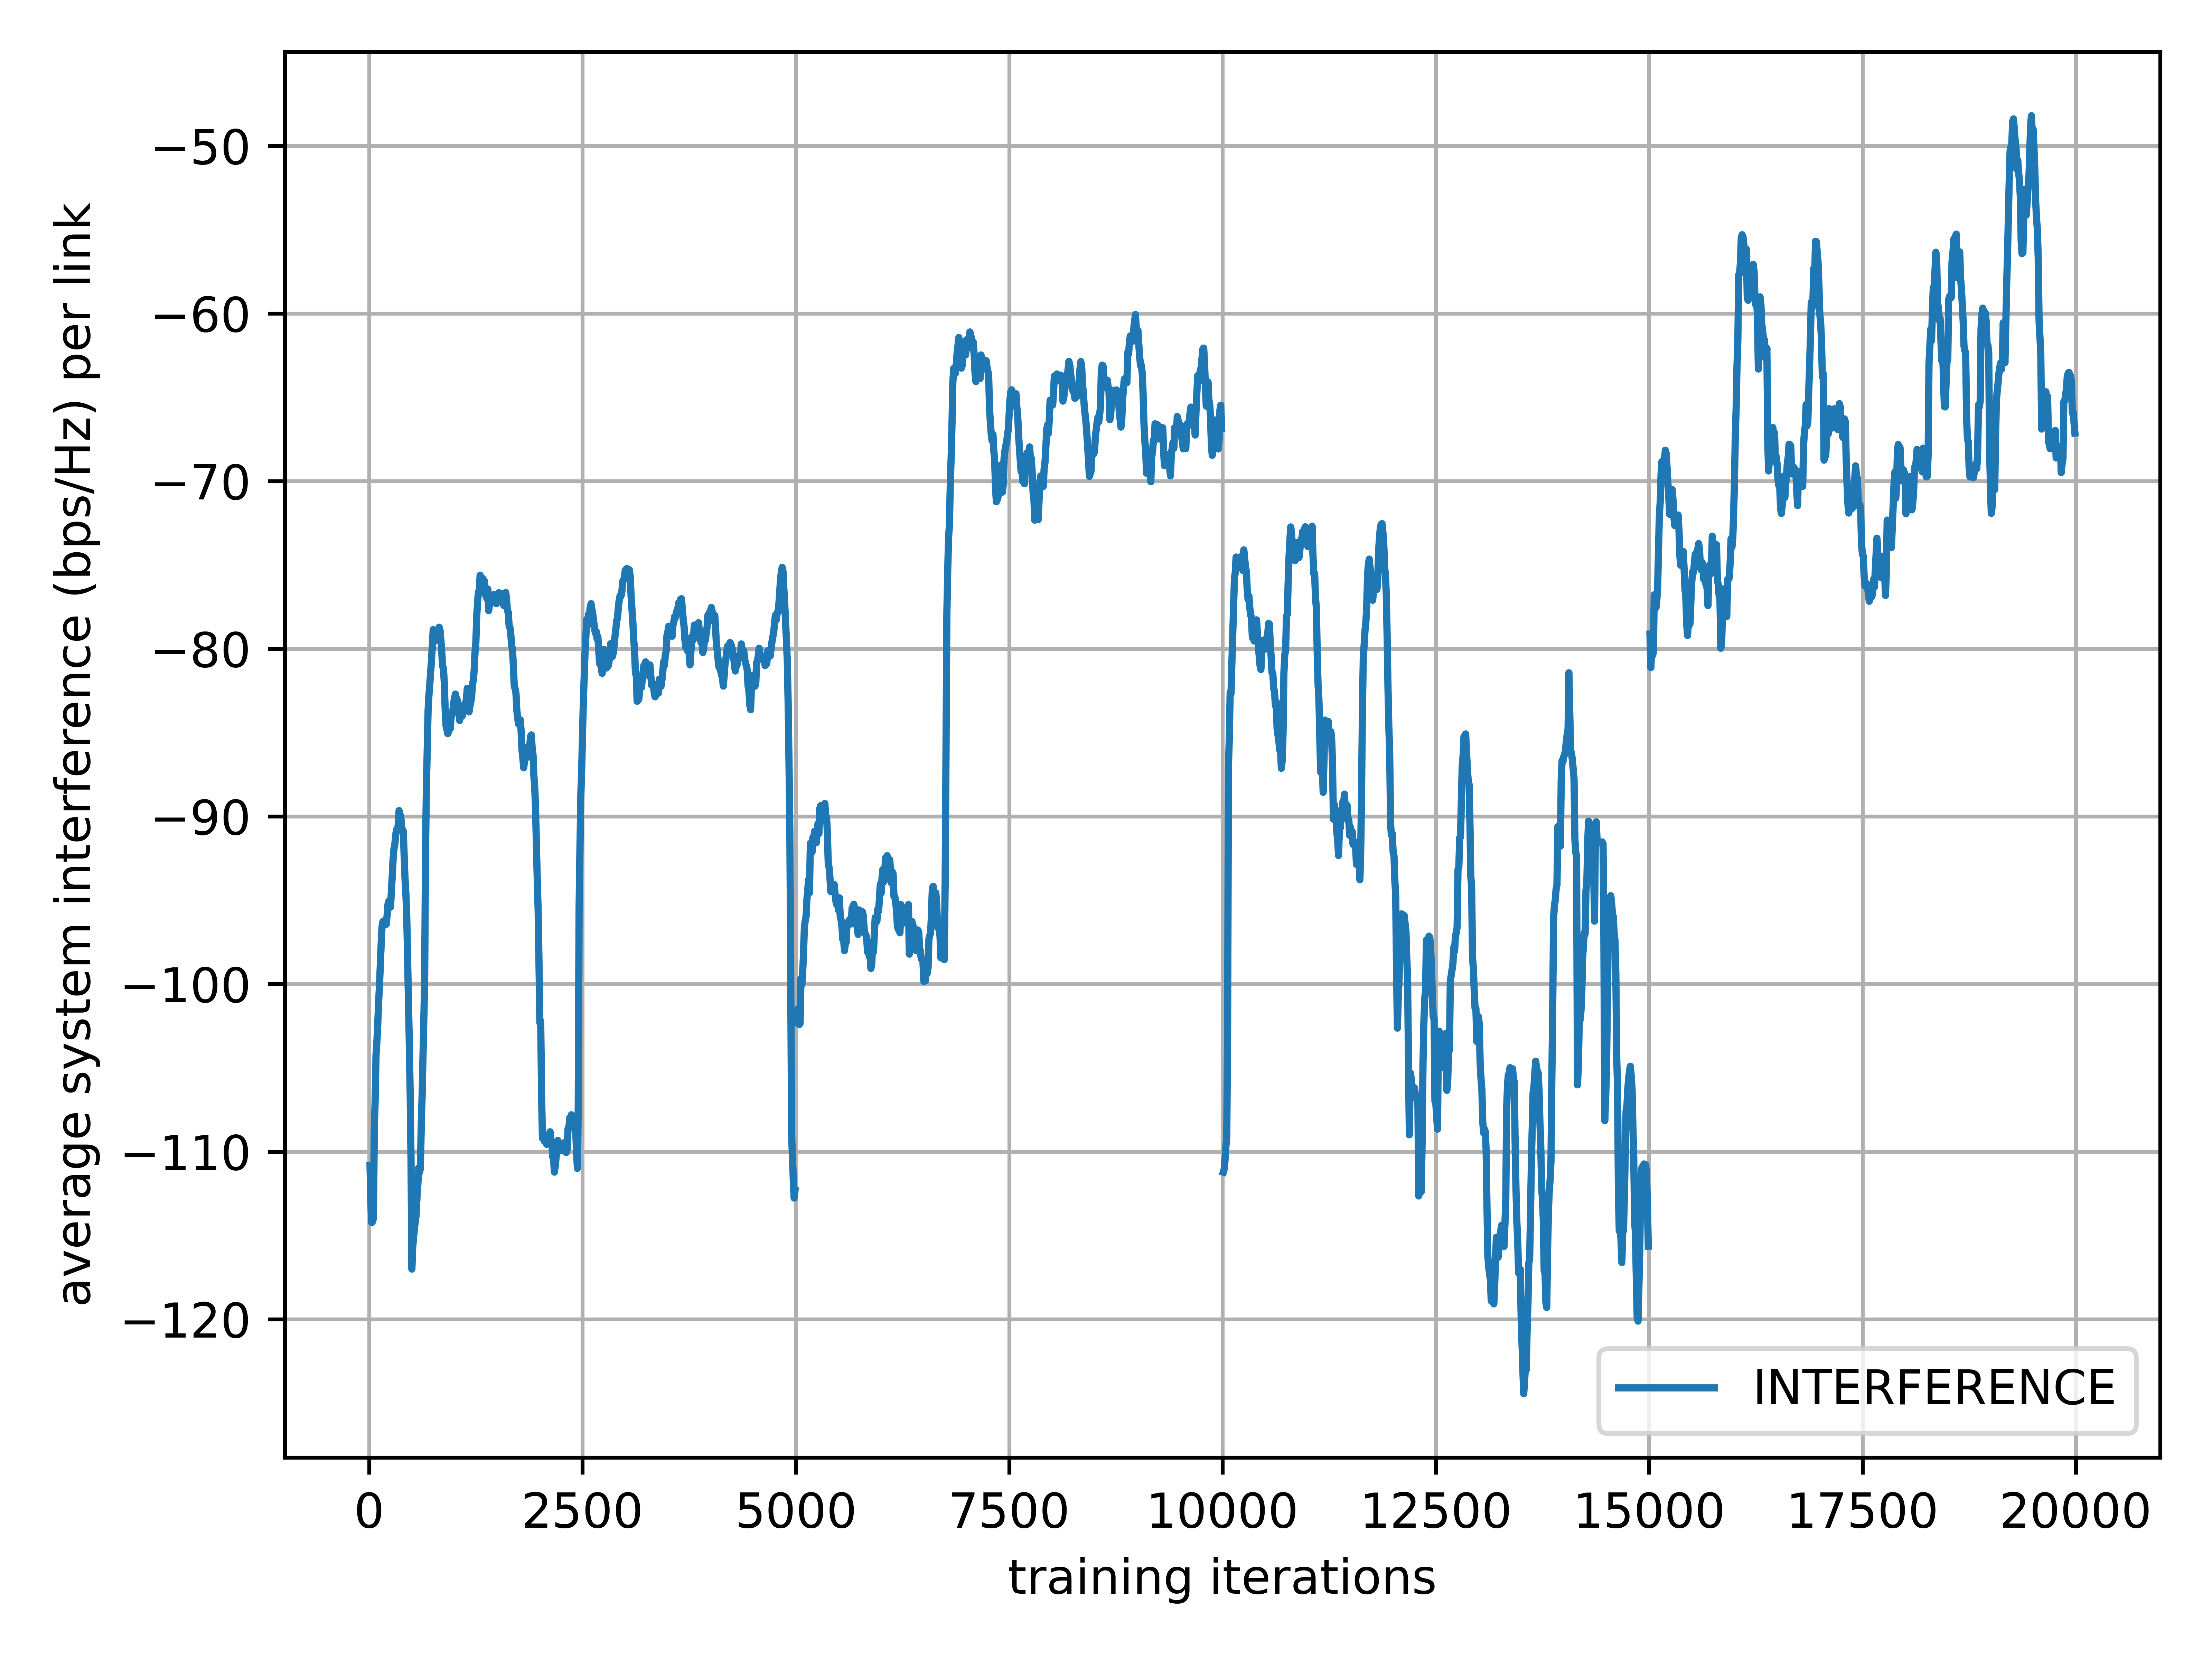 average system interference (bps/Hz) per link
−50
−60
−70
−80
−90
−100
−110
−120
INTERFERENCE
0 2500 5000 7500 10000 12500 15000 17500 20000
training iterations